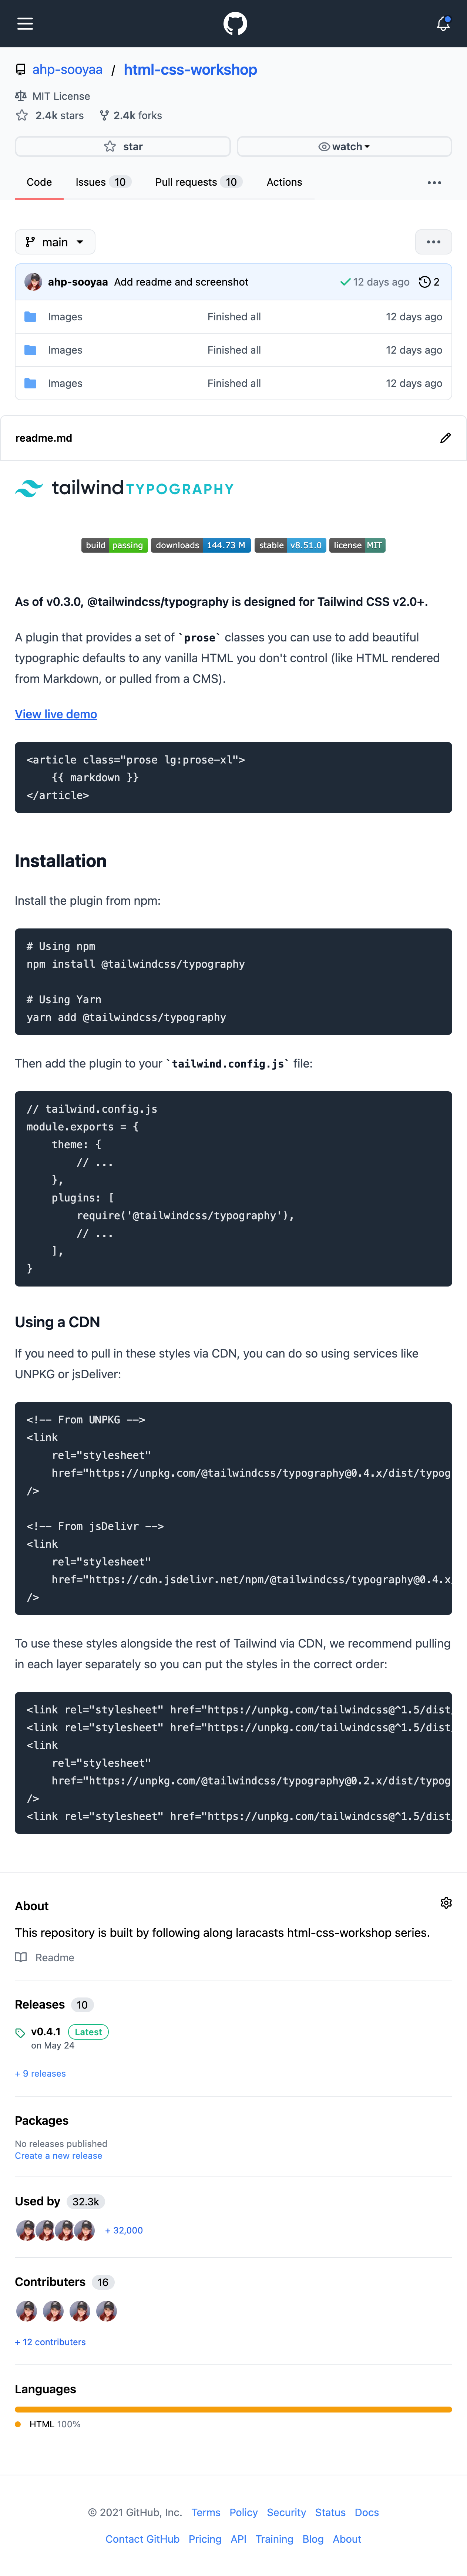 ahp-sooyaa / html-css-workshop
MIT License
2.4k stars 2.4k forks
star watch
Code Issues 10 Pull requests 10 Actions
main
ahp-sooyaa Add readme and screenshot 12 days ago 2
Images Finished all 12 days ago
Images Finished all 12 days ago
Images Finished all 12 days ago
readme.md
tailwind TYPOGRAPHY
build passing downloads 144.73 M stable v8.51.0 license MIT
As of v0.3.0, @tailwindcss/typography is designed for Tailwind CSS v2.0+.
A plugin that provides a set of `prose` classes you can use to add beautiful
typographic defaults to any vanilla HTML you don't control (like HTML rendered
from Markdown, or pulled from a CMS).
View live demo
<article class="prose lg:prose-xl">
    {{ markdown }}
</article>
Installation
Install the plugin from npm:
# Using npm
npm install @tailwindcss/typography
# Using Yarn
yarn add @tailwindcss/typography
Then add the plugin to your `tailwind.config.js` file:
// tailwind.config.js
module.exports = {
    theme: {
        // ...
    },
    plugins: [
        require('@tailwindcss/typography'),
        // ...
    ],
}
Using a CDN
If you need to pull in these styles via CDN, you can do so using services like
UNPKG or jsDeliver:
<!-- From UNPKG -->
<link
    rel="stylesheet"
    href="https://unpkg.com/@tailwindcss/typography@0.4.x/dist/typog
/>
<!-- From jsDelivr -->
<link
    rel="stylesheet"
    href="https://cdn.jsdelivr.net/npm/@tailwindcss/typography@0.4.x/
/>
To use these styles alongside the rest of Tailwind via CDN, we recommend pulling
in each layer separately so you can put the styles in the correct order:
<link rel="stylesheet" href="https://unpkg.com/tailwindcss@^1.5/dist/
<link rel="stylesheet" href="https://unpkg.com/tailwindcss@^1.5/dist/
<link
    rel="stylesheet"
    href="https://unpkg.com/@tailwindcss/typography@0.2.x/dist/typog
/>
<link rel="stylesheet" href="https://unpkg.com/tailwindcss@^1.5/dist/
About
This repository is built by following along laracasts html-css-workshop series.
Readme
Releases 10
v0.4.1 Latest
on May 24
+ 9 releases
Packages
No releases published
Create a new release
Used by 32.3k
+ 32,000
Contributers 16
+ 12 contributers
Languages
HTML 100%
© 2021 GitHub, Inc. Terms Policy Security Status Docs
Contact GitHub Pricing API Training Blog About